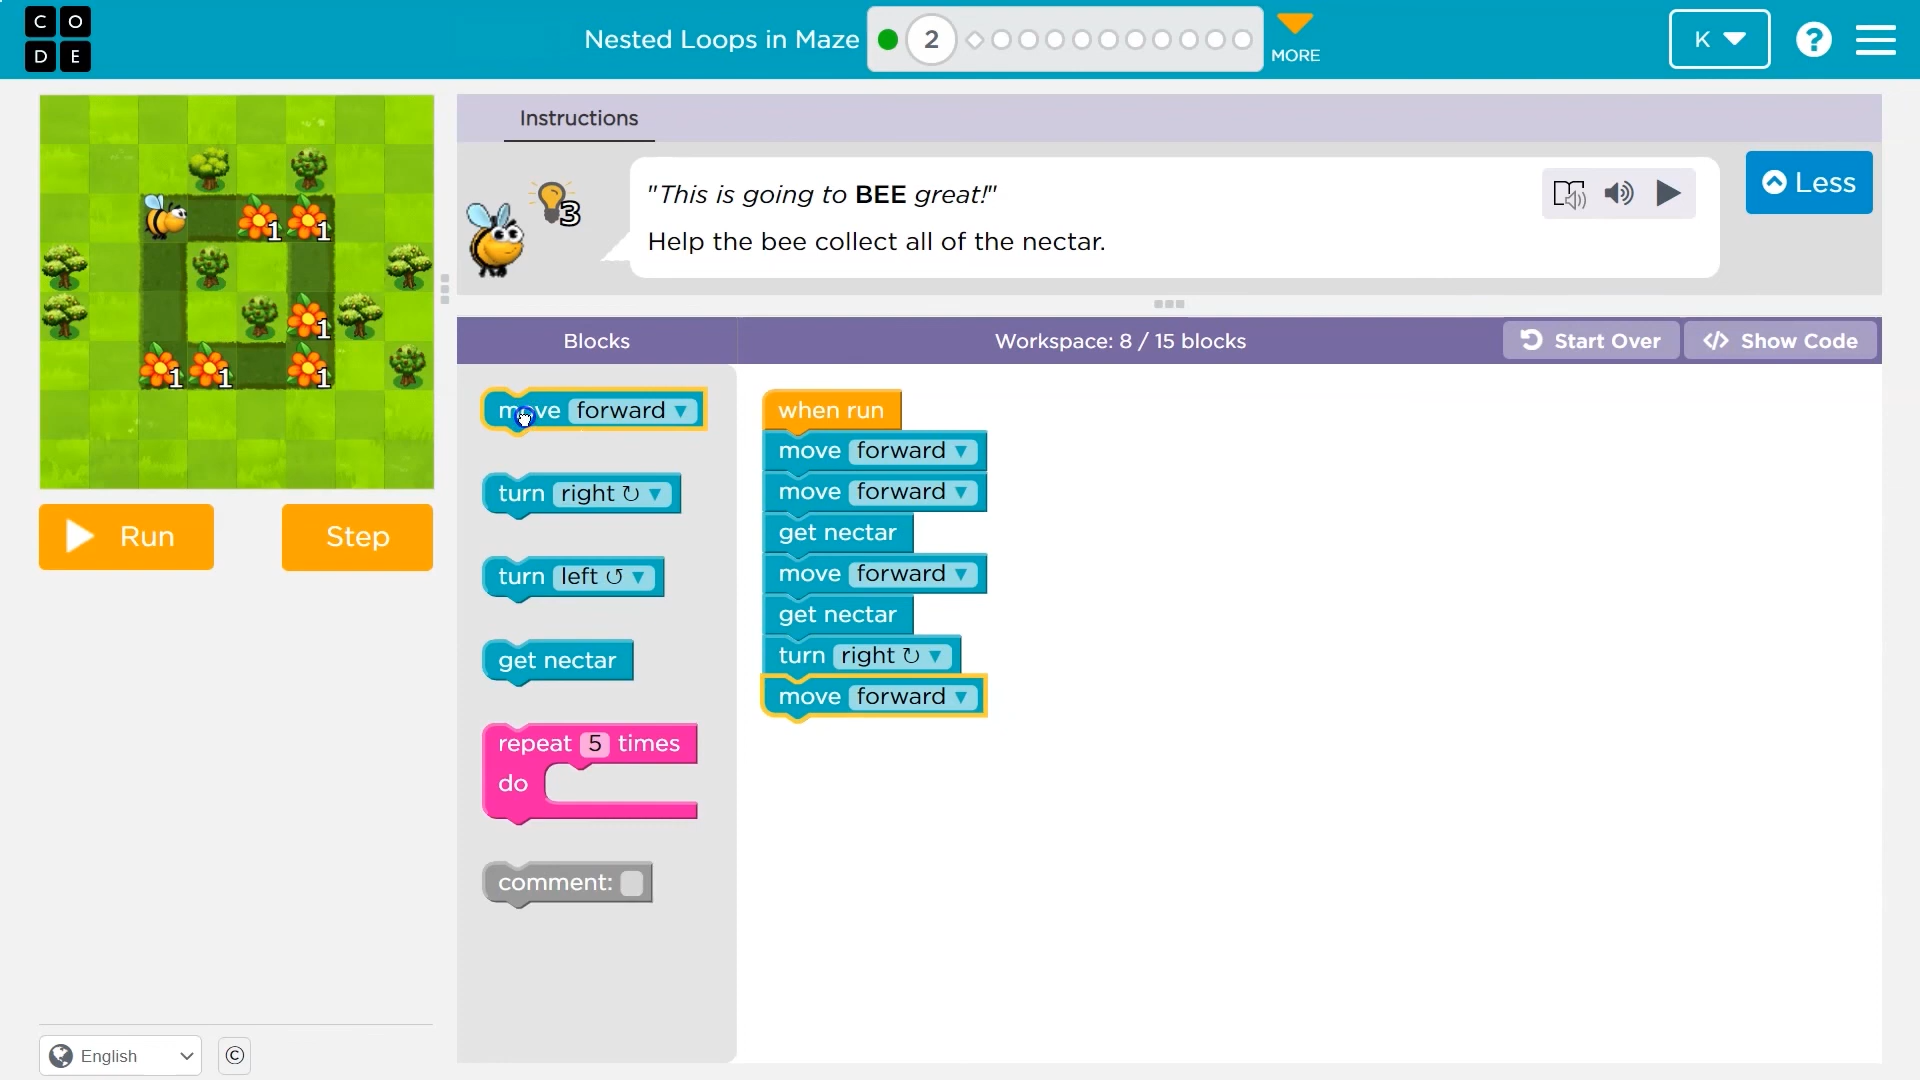 C O
D E
Nested Loops in Maze
2
MORE
K
?
Instructions
3
"This is going to BEE great!"
Help the bee collect all of the nectar.
Less
1 1
1
1 1 1
Blocks
Workspace: 8 / 15 blocks
Start Over
</> Show Code
Run
Step
move forward
turn right
turn left
get nectar
repeat 5 times
do
comment:
when run
move forward
move forward
get nectar
move forward
get nectar
turn right
move forward
English
©